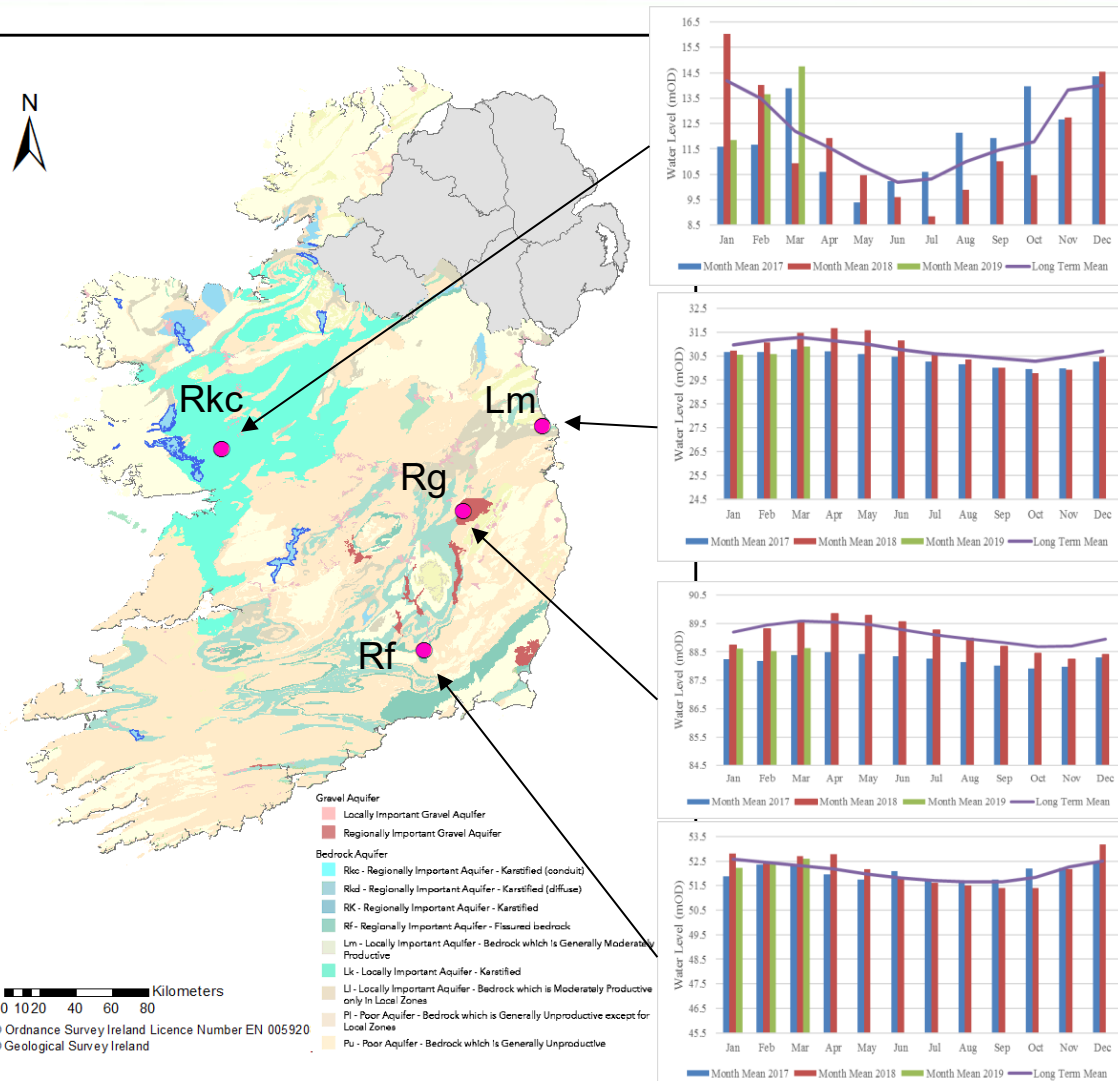 N
Rkc
Lm
Rg
Rf
Gravel Aquifer
Locally Important Gravel Aquifer
Regionally Important Gravel Aquifer
Bedrock Aquifer
Rkc - Regionally Important Aquifer - Karstified (conduit)
Rkd - Regionally Important Aquifer - Karstified (diffuse)
RK - Regionally Important Aquifer - Karstified
Rf - Regionally Important Aquifer - Fissured bedrock
Lm - Locally Important Aquifer - Bedrock which is Generally Moderately
Productive
Lk - Locally Important Aquifer - Karstified
Ll - Locally Important Aquifer - Bedrock which is Moderately Productive
only in Local Zones
Pl - Poor Aquifer - Bedrock which is Generally Unproductive except for
Local Zones
Pu - Poor Aquifer - Bedrock which is Generally Unproductive
Kilometers
0 10 20 40 60 80
Ordnance Survey Ireland Licence Number EN 005920
Geological Survey Ireland
Water Level (mOD)
16.5
15.5
14.5
13.5
12.5
11.5
10.5
9.5
8.5
Jan Feb Mar Apr May Jun Jul Aug Sep Oct Nov Dec
Month Mean 2017 Month Mean 2018 Month Mean 2019 Long Term Mean
Water Level (mOD)
32.5
31.5
30.5
29.5
28.5
27.5
26.5
25.5
24.5
Jan Feb Mar Apr May Jun Jul Aug Sep Oct Nov Dec
Month Mean 2017 Month Mean 2018 Month Mean 2019 Long Term Mean
Water Level (mOD)
90.5
89.5
88.5
87.5
86.5
85.5
84.5
Jan Feb Mar Apr May Jun Jul Aug Sep Oct Nov Dec
Month Mean 2017 Month Mean 2018 Month Mean 2019 Long Term Mean
Water Level (mOD)
53.5
52.5
51.5
50.5
49.5
48.5
47.5
46.5
45.5
Jan Feb Mar Apr May Jun Jul Aug Sep Oct Nov Dec
Month Mean 2017 Month Mean 2018 Month Mean 2019 Long Term Mean